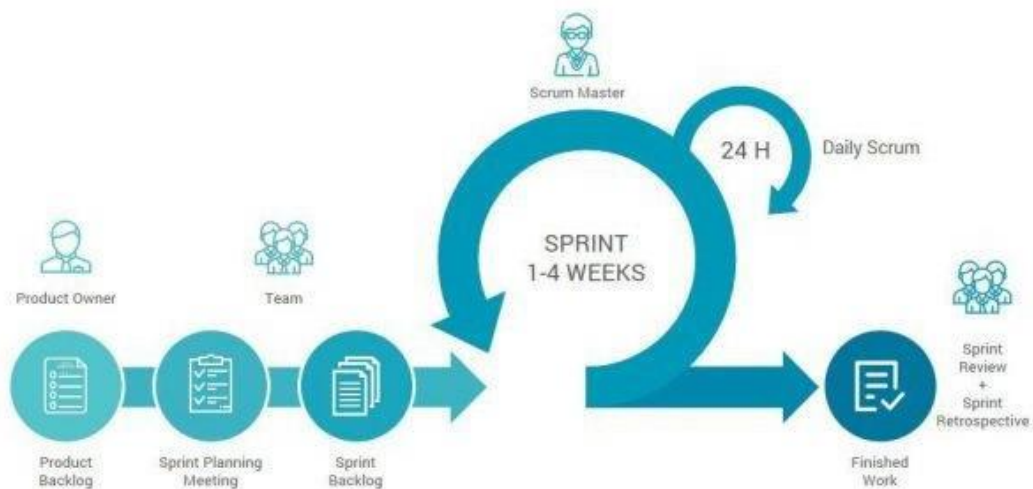 Scrum Master
24 H
Daily Scrum
SPRINT
1-4 WEEKS
Product Owner
Team
Sprint
Review
+
Sprint
Retrospective
Product
Backlog
Sprint Planning
Meeting
Sprint
Backlog
Finished
Work